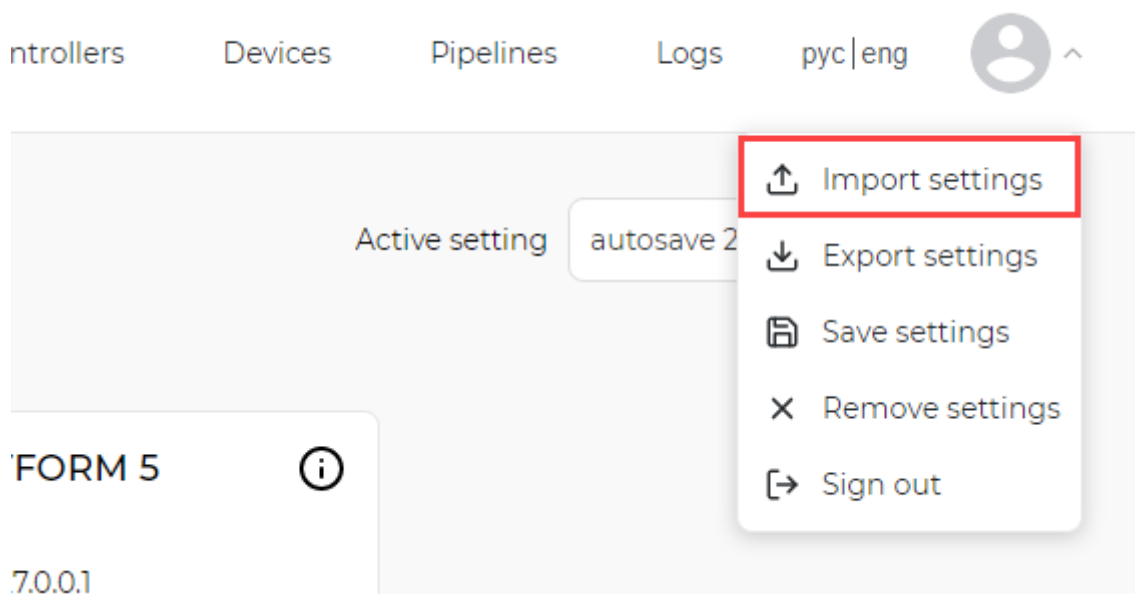 ntrollers Devices Pipelines Logs рус|eng
Import settings
Active setting autosave 2
Export settings
Save settings
Remove settings
FORM 5
Sign out
7.0.0.1